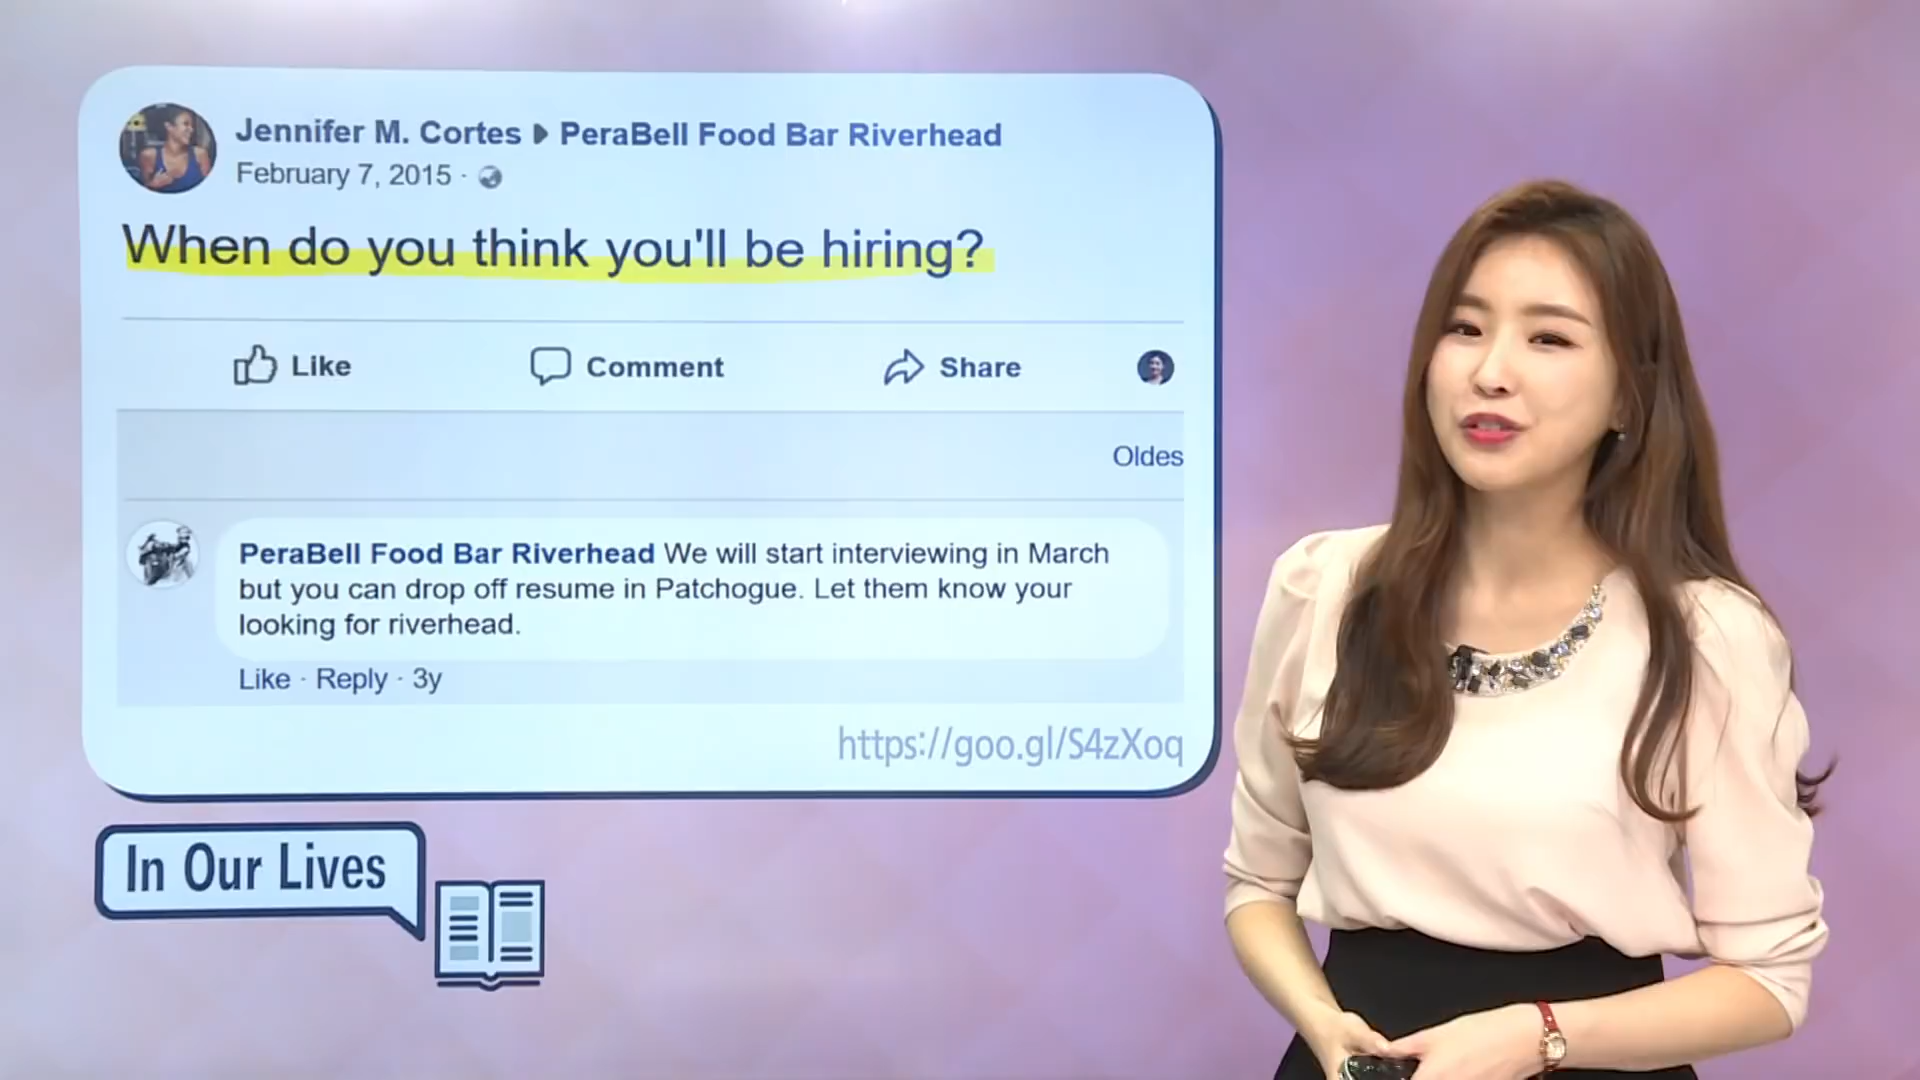 Jennifer M. Cortes PeraBell Food Bar Riverhead
February 7, 2015 ·
When do you think you'll be hiring?
Like Comment Share
Oldes
PeraBell Food Bar Riverhead We will start interviewing in March
but you can drop off resume in Patchogue. Let them know your
looking for riverhead.
Like · Reply · 3y
https://goo.gl/S4zXoq
In Our Lives